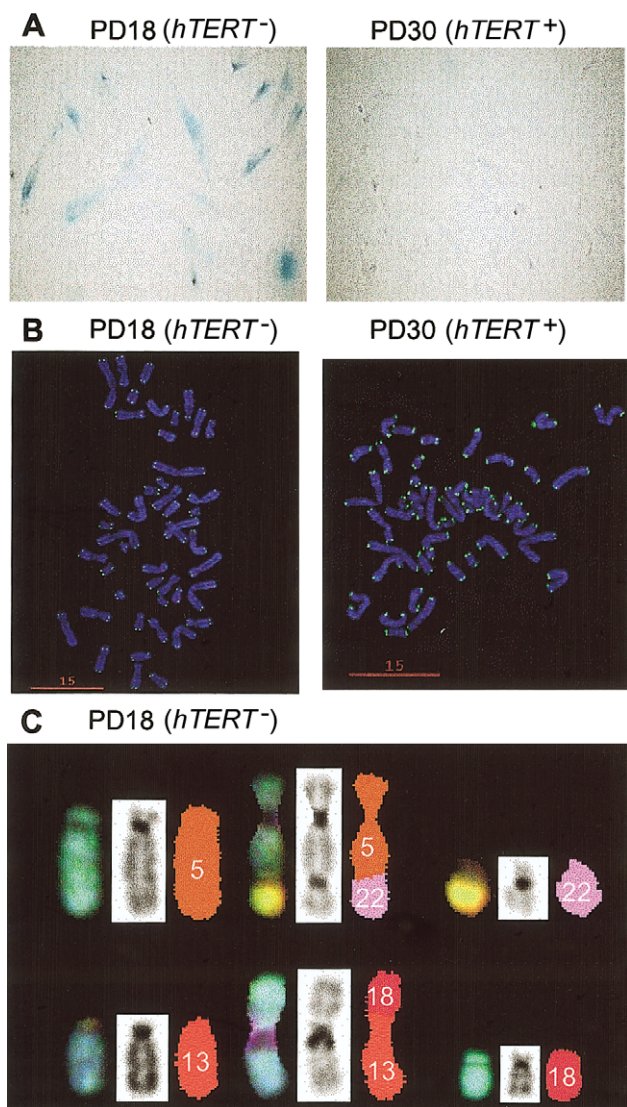 A PD18 (hTERT-) PD30 (hTERT+)
B PD18 (hTERT-) PD30 (hTERT+)
15 15
C PD18 (hTERT-)
5 5 22 22
13 18 13 18